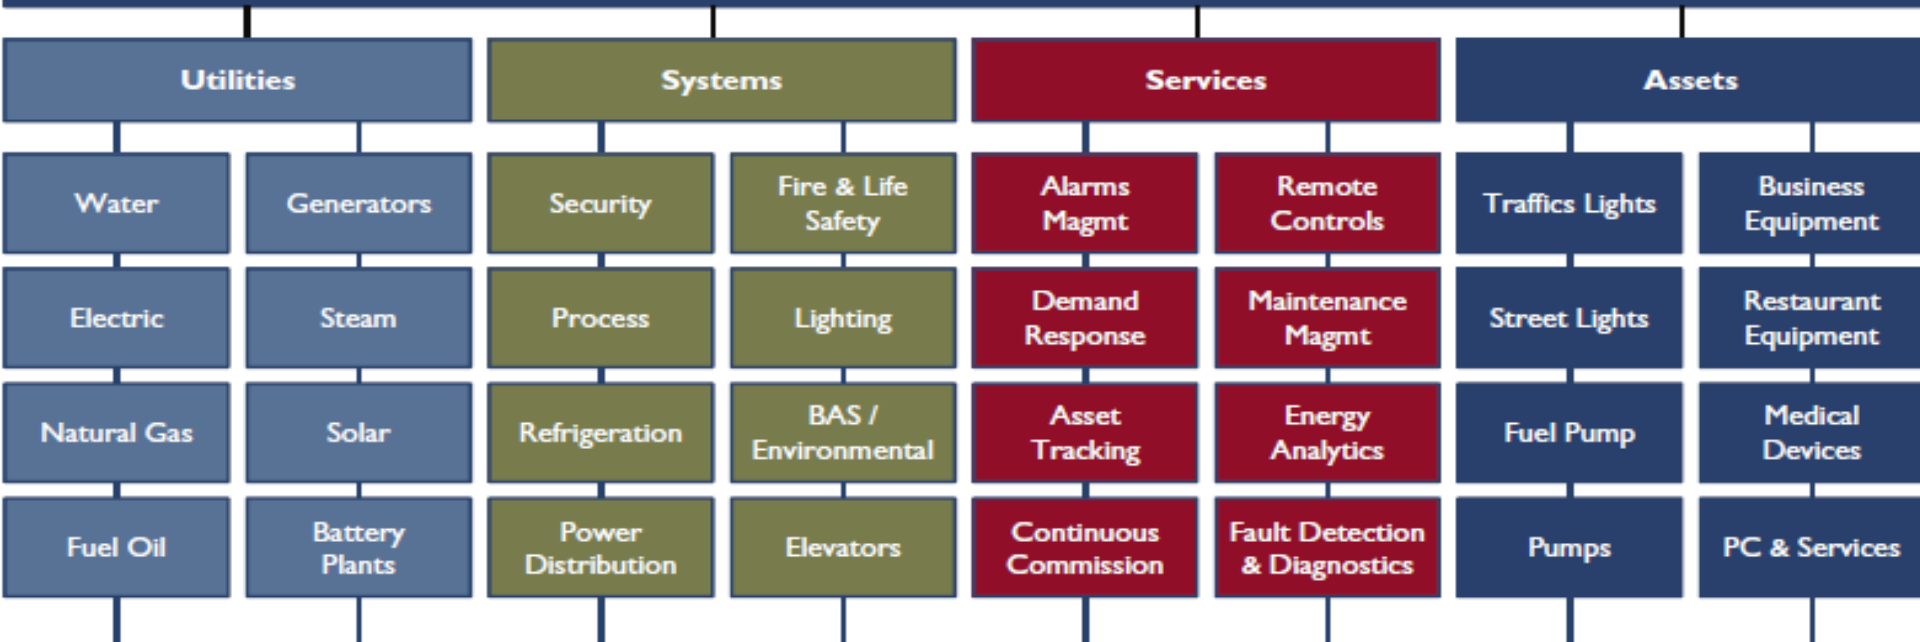 Utilities
Systems
Services
Assets
Water
Generators
Security
Fire & Life
Safety
Alarms
Magmt
Remote
Controls
Traffics Lights
Business
Equipment
Electric
Steam
Process
Lighting
Demand
Response
Maintenance
Magmt
Street Lights
Restaurant
Equipment
Natural Gas
Solar
Refrigeration
BAS /
Environmental
Asset
Tracking
Energy
Analytics
Fuel Pump
Medical
Devices
Fuel Oil
Battery
Plants
Power
Distribution
Elevators
Continuous
Commission
Fault Detection
& Diagnostics
Pumps
PC & Services